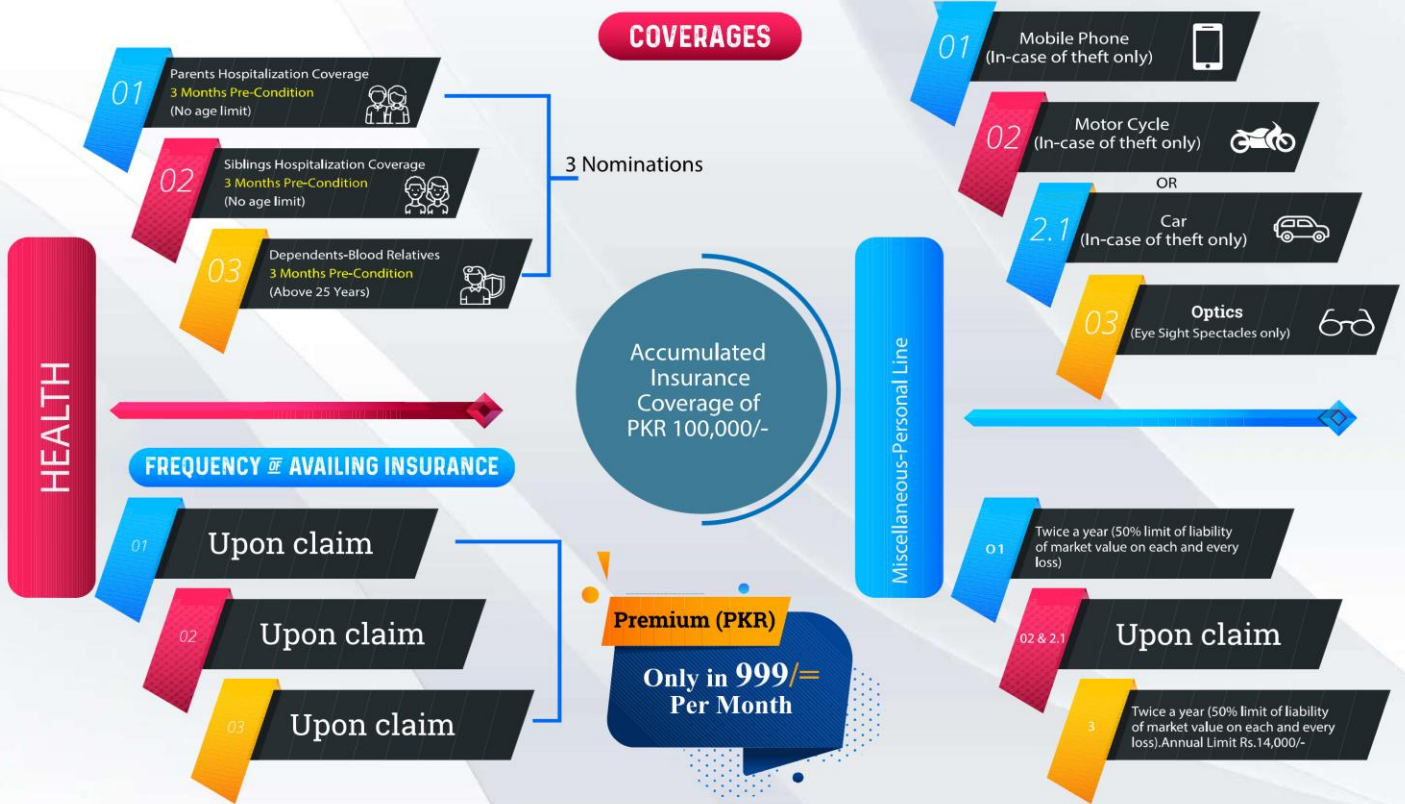 COVERAGES
HEALTH
01
Parents Hospitalization Coverage
3 Months Pre-Condition
(No age limit)
02
Siblings Hospitalization Coverage
3 Months Pre-Condition
(No age limit)
03
Dependents-Blood Relatives
3 Months Pre-Condition
(Above 25 Years)
3 Nominations
FREQUENCY OF AVAILING INSURANCE
01
Upon claim
02
Upon claim
03
Upon claim
Accumulated
Insurance
Coverage of
PKR 100,000/-
Premium (PKR)
Only in 999/=
Per Month
Miscellaneous-Personal Line
01
Mobile Phone
(In-case of theft only)
02
Motor Cycle
(In-case of theft only)
OR
2.1
Car
(In-case of theft only)
03
Optics
(Eye Sight Spectacles only)
01
Twice a year (50% limit of liability
of market value on each and every
loss)
02 & 2.1
Upon claim
3
Twice a year (50% limit of liability
of market value on each and every
loss).Annual Limit Rs.14,000/-